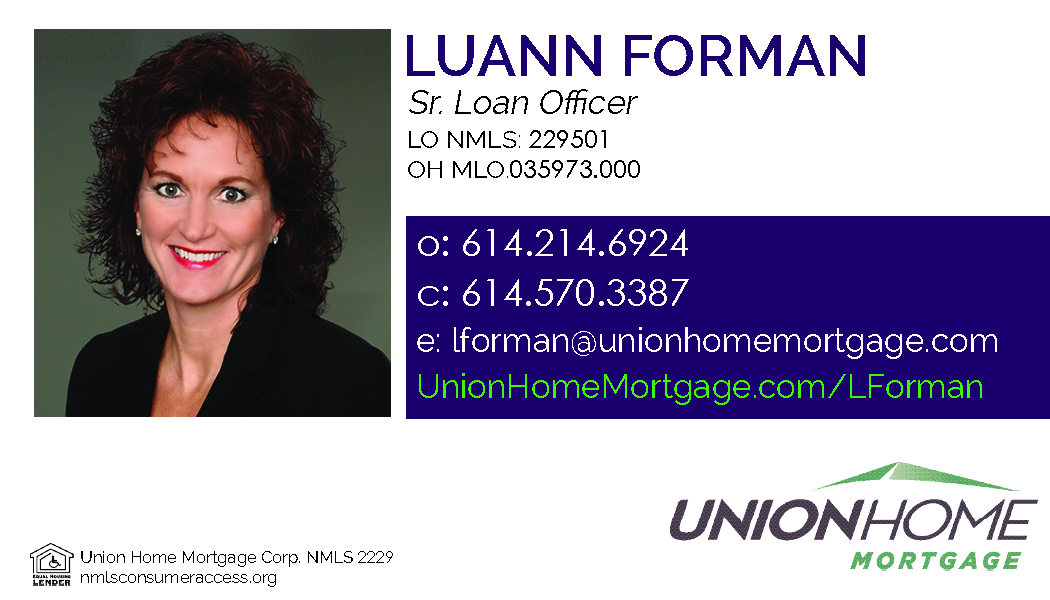 LUANN FORMAN
Sr. Loan Officer
LO NMLS: 229501
OH MLO.035973.000
O: 614.214.6924
C: 614.570.3387
e: lforman@unionhomemortgage.com
UnionHomeMortgage.com/LForman
UNIONHOME
MORTGAGE
EQUAL HOUSING
LENDER
Union Home Mortgage Corp. NMLS 2229
nmlsconsumeraccess.org